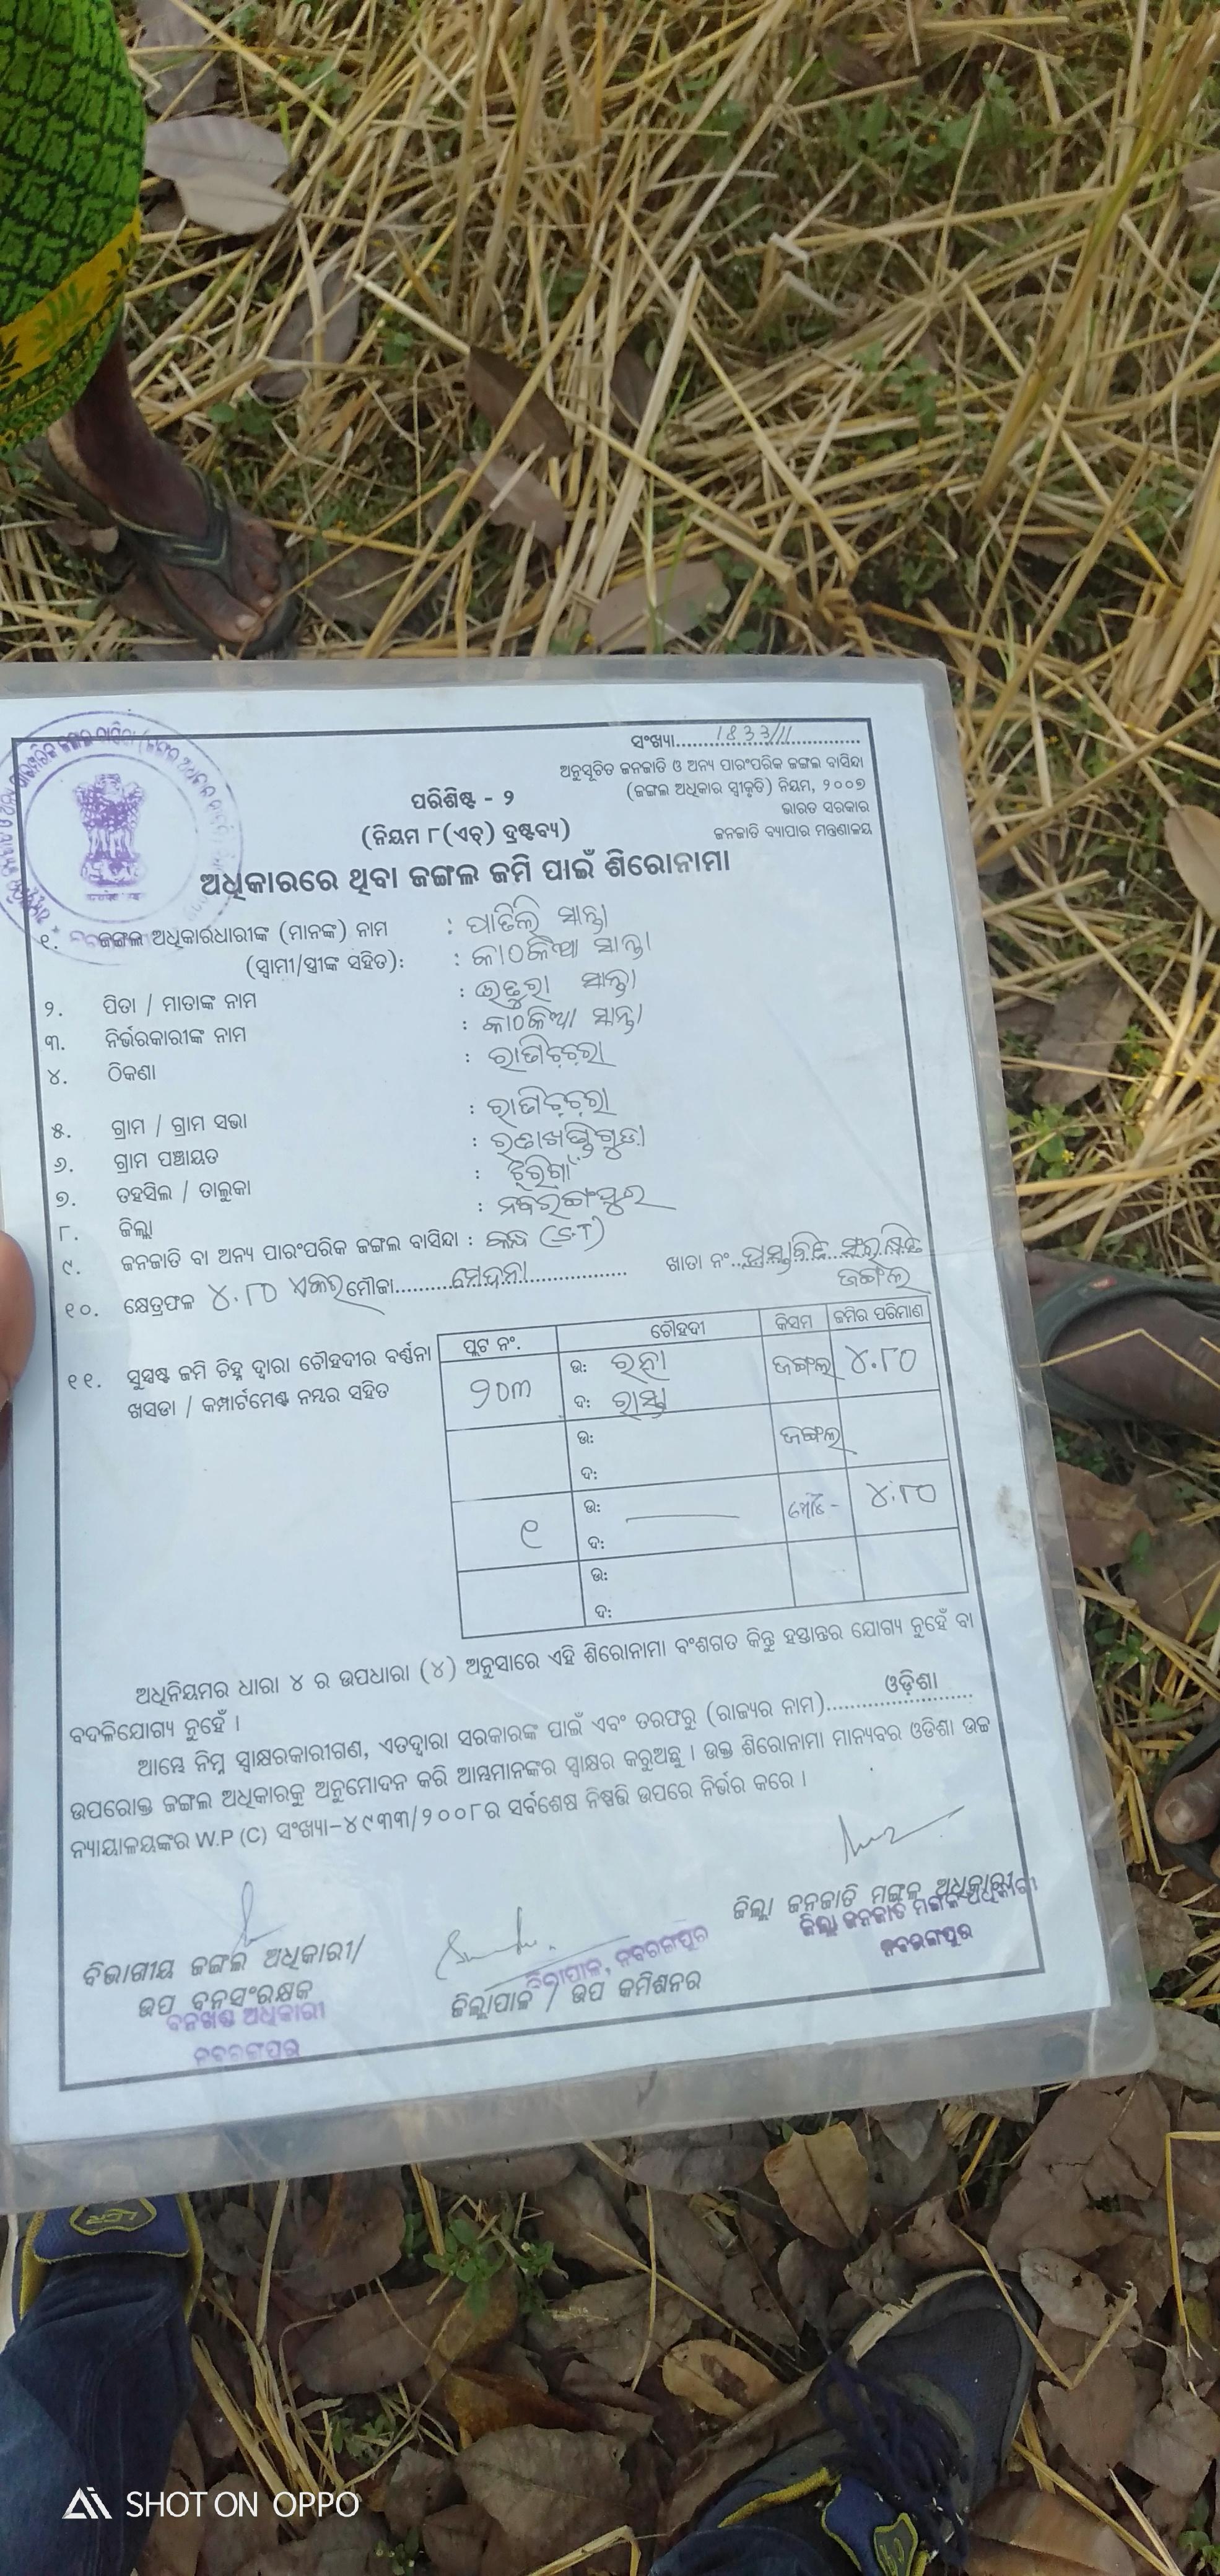 ସଂଖ୍ୟା.....1833/11.....
ଅନୁସୂଚିତ ଜନଜାତି ଓ ଅନ୍ୟ ପାରଂପରିକ ଜଙ୍ଗଲ ବାସିନ୍ଦା
(ଜଙ୍ଗଲ ଅଧିକାର ସ୍ୱୀକୃତି) ନିୟମ, ୨୦୦୭
ଭାରତ ସରକାର
ଜନଜାତି ବ୍ୟାପାର ମନ୍ତ୍ରଣାଳୟ
ପରିଶିଷ୍ଟ - ୨
(ନିୟମ ୮(ଏଚ୍) ଦ୍ରଷ୍ଟବ୍ୟ)
ଅଧିକାରରେ ଥିବା ଜଙ୍ଗଲ ଜମି ପାଇଁ ଶିରୋନାମା
୧. ଜଙ୍ଗଲ ଅଧିକାରଧାରୀଙ୍କ (ମାନଙ୍କ) ନାମ : ସାନ୍ତା
(ସ୍ୱାମୀ/ସ୍ତ୍ରୀଙ୍କ ସହିତ): : କାଠକିଆ ସାନ୍ତା
୨. ପିତା / ମାତାଙ୍କ ନାମ : ସାନ୍ତା
୩. ନିର୍ଭରକାରୀଙ୍କ ନାମ : କାଠକିଆ ସାନ୍ତା
୪. ଠିକଣା :
୫. ଗ୍ରାମ / ଗ୍ରାମ ସଭା :
୬. ଗ୍ରାମ ପଞ୍ଚାୟତ :
୭. ତହସିଲ / ତାଲୁକା : ଝରିଗାଁ
୮. ଜିଲ୍ଲା : ନବରଙ୍ଗପୁର
୯. ଜନଜାତି ବା ଅନ୍ୟ ପାରଂପରିକ ଜଙ୍ଗଲ ବାସିନ୍ଦା : କନ୍ଧ (S.T)
୧୦. କ୍ଷେତ୍ରଫଳ ୪.୮୦ ଏକର ମୌଜା............ ଖାତା ନଂ..ପ୍ରସ୍ତାବିତ ସଂରକ୍ଷିତ
ଜଙ୍ଗଲ
୧୧. ସୁସ୍ପଷ୍ଟ ଜମି ଚିହ୍ନ ଦ୍ୱାରା ଚୌହଦୀର ବର୍ଣ୍ଣନା
ଖସଡା / କମ୍ପାର୍ଟମେଣ୍ଟ ନମ୍ବର ସହିତ
ପ୍ଲଟ ନଂ. ଚୌହଦୀ କିସମ ଜମିର ପରିମାଣ
୨୦୩ ଉ: ଜଙ୍ଗଲ ୪.୮୦
ଦ: ରାସ୍ତା
ଉ: ଜଙ୍ଗଲ
ଦ:
୧ ଉ: ମୋଟ- ୪.୮୦
ଦ:
ଉ:
ଦ:
ଅଧିନିୟମର ଧାରା ୪ ର ଉପଧାରା (୪) ଅନୁସାରେ ଏହି ଶିରୋନାମା ବଂଶଗତ କିନ୍ତୁ ହସ୍ତାନ୍ତର ଯୋଗ୍ୟ ନୁହେଁ ବା
ବଦଳିଯୋଗ୍ୟ ନୁହେଁ ।
ଆମ୍ଭେ ନିମ୍ନ ସ୍ୱାକ୍ଷରକାରୀଗଣ, ଏତଦ୍ୱାରା ସରକାରଙ୍କ ପାଇଁ ଏବଂ ତରଫରୁ (ରାଜ୍ୟର ନାମ).....ଓଡ଼ିଶା.....
ଉପରୋକ୍ତ ଜଙ୍ଗଲ ଅଧିକାରକୁ ଅନୁମୋଦନ କରି ଆମ୍ଭମାନଙ୍କର ସ୍ୱାକ୍ଷର କରୁଅଛୁ । ଉକ୍ତ ଶିରୋନାମା ମାନ୍ୟବର ଓଡିଶା ଉଚ୍ଚ
ନ୍ୟାୟାଳୟଙ୍କର W.P (C) ସଂଖ୍ୟା-୪୯୩୩/୨୦୦୮ର ସର୍ବଶେଷ ନିଷ୍ପତ୍ତି ଉପରେ ନିର୍ଭର କରେ ।
ବିଭାଗୀୟ ଜଙ୍ଗଲ ଅଧିକାରୀ/
ଉପ ବନସଂରକ୍ଷକ
ବନଖଣ୍ଡ ଅଧିକାରୀ
ନବରଙ୍ଗପୁର
ଜିଲ୍ଲାପାଳ, ନବରଙ୍ଗପୁର
ଜିଲ୍ଲାପାଳ / ଉପ କମିଶନର
ଜିଲ୍ଲା ଜନଜାତି ମଙ୍ଗଳ ଅଧିକାରୀ
ଜିଲ୍ଲା ଜନଜାତି ମଙ୍ଗଳ ଅଧିକାରୀ
ନବରଙ୍ଗପୁର
SHOT ON OPPO